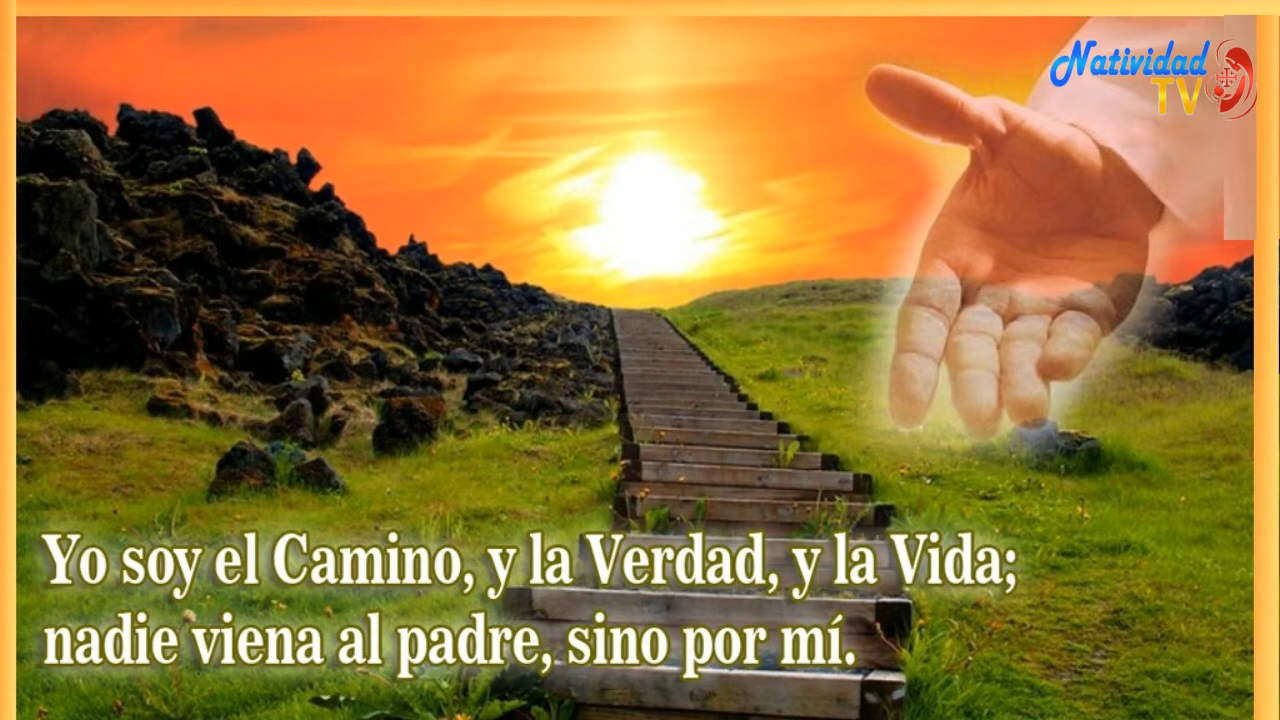 Natividad
TV
Yo soy el Camino, y la Verdad, y la Vida;
nadie viena al padre, sino por mí.